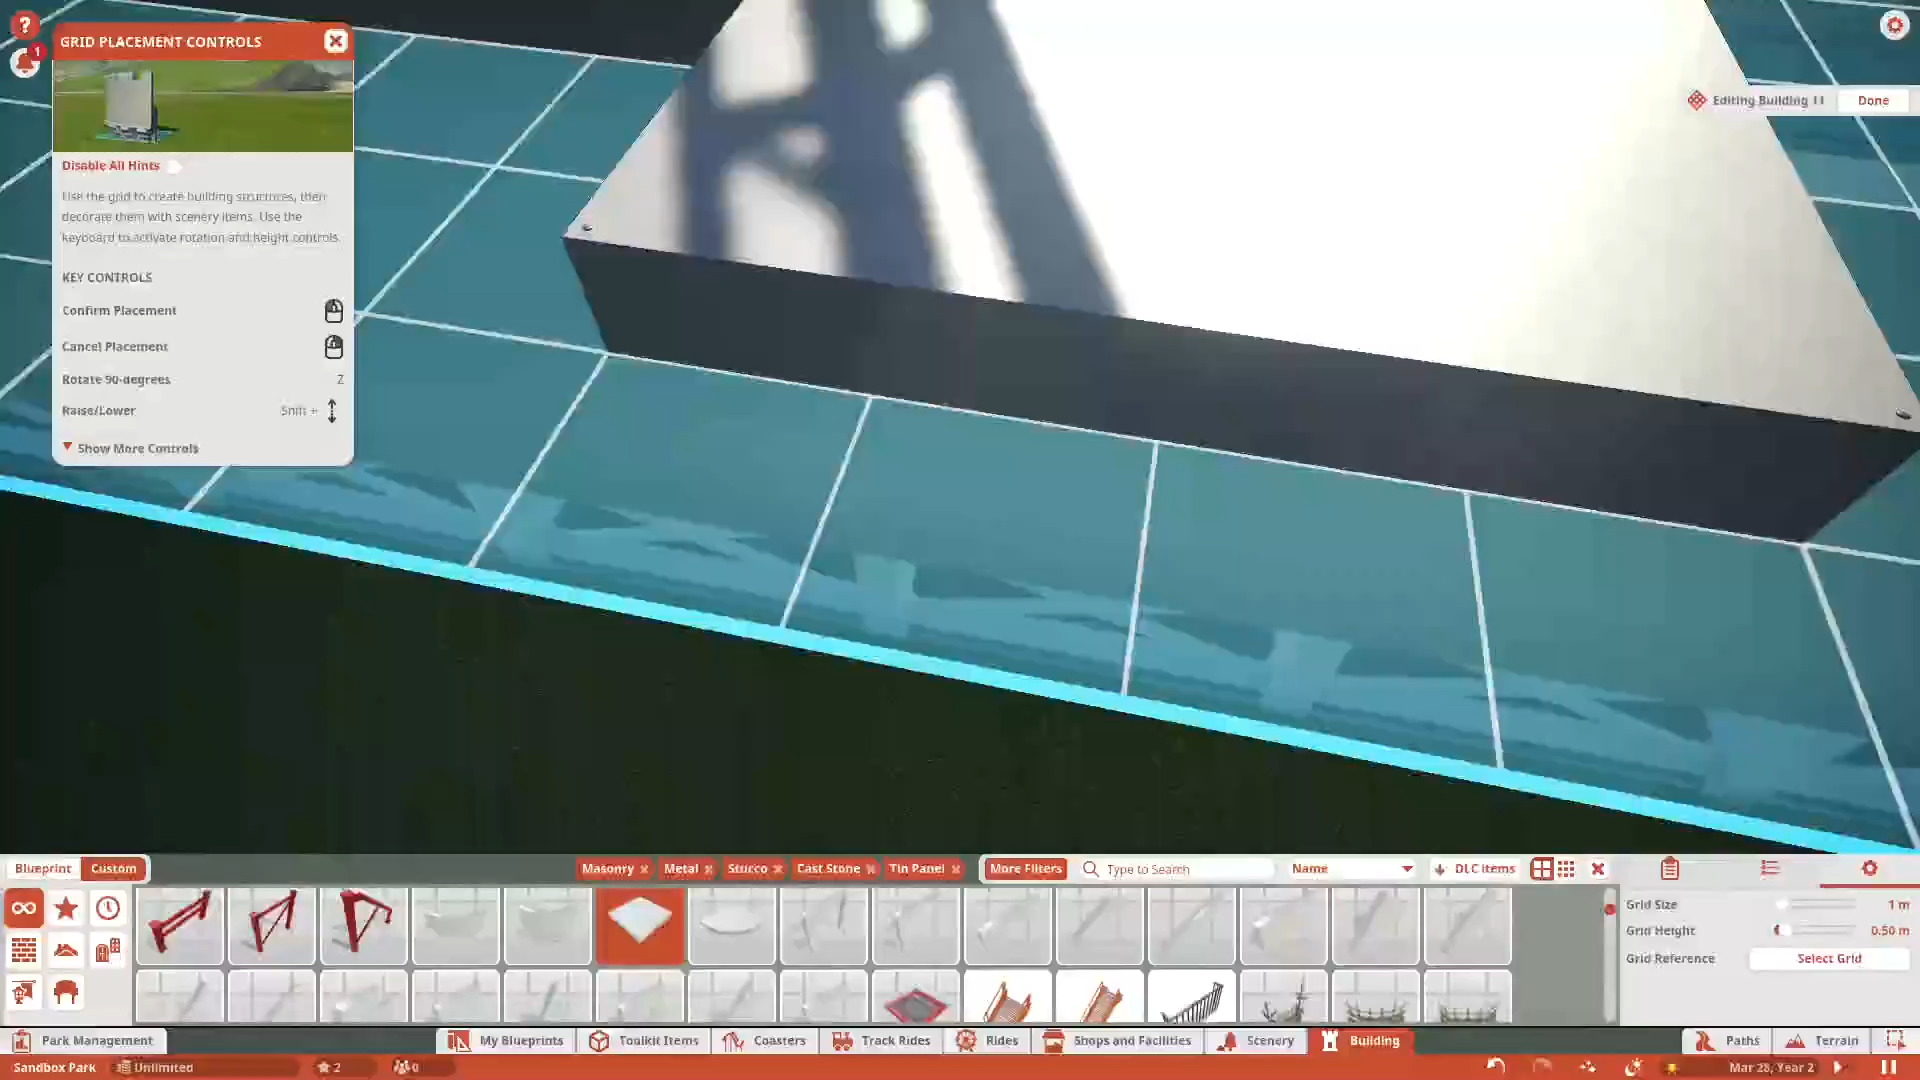 ?
1
GRID PLACEMENT CONTROLS
Disable All Hints
Use the grid to create building structures, then
decorate them with scenery items. Use the
keyboard to activate rotation and height controls.
KEY CONTROLS
Confirm Placement
Cancel Placement
Rotate 90-degrees Z
Raise/Lower Shift +
Show More Controls
Editing Building 11 Done
Blueprint Custom Masonry Metal Stucco Cast Stone Tin Panel More Filters Type to Search Name DLC Items
Grid Size 1 m
Grid Height 0.50 m
Grid Reference Select Grid
Park Management My Blueprints Toolkit Items Coasters Track Rides Rides Shops and Facilities Scenery Building Paths Terrain
Sandbox Park Unlimited 2 0 Mar 28, Year 2